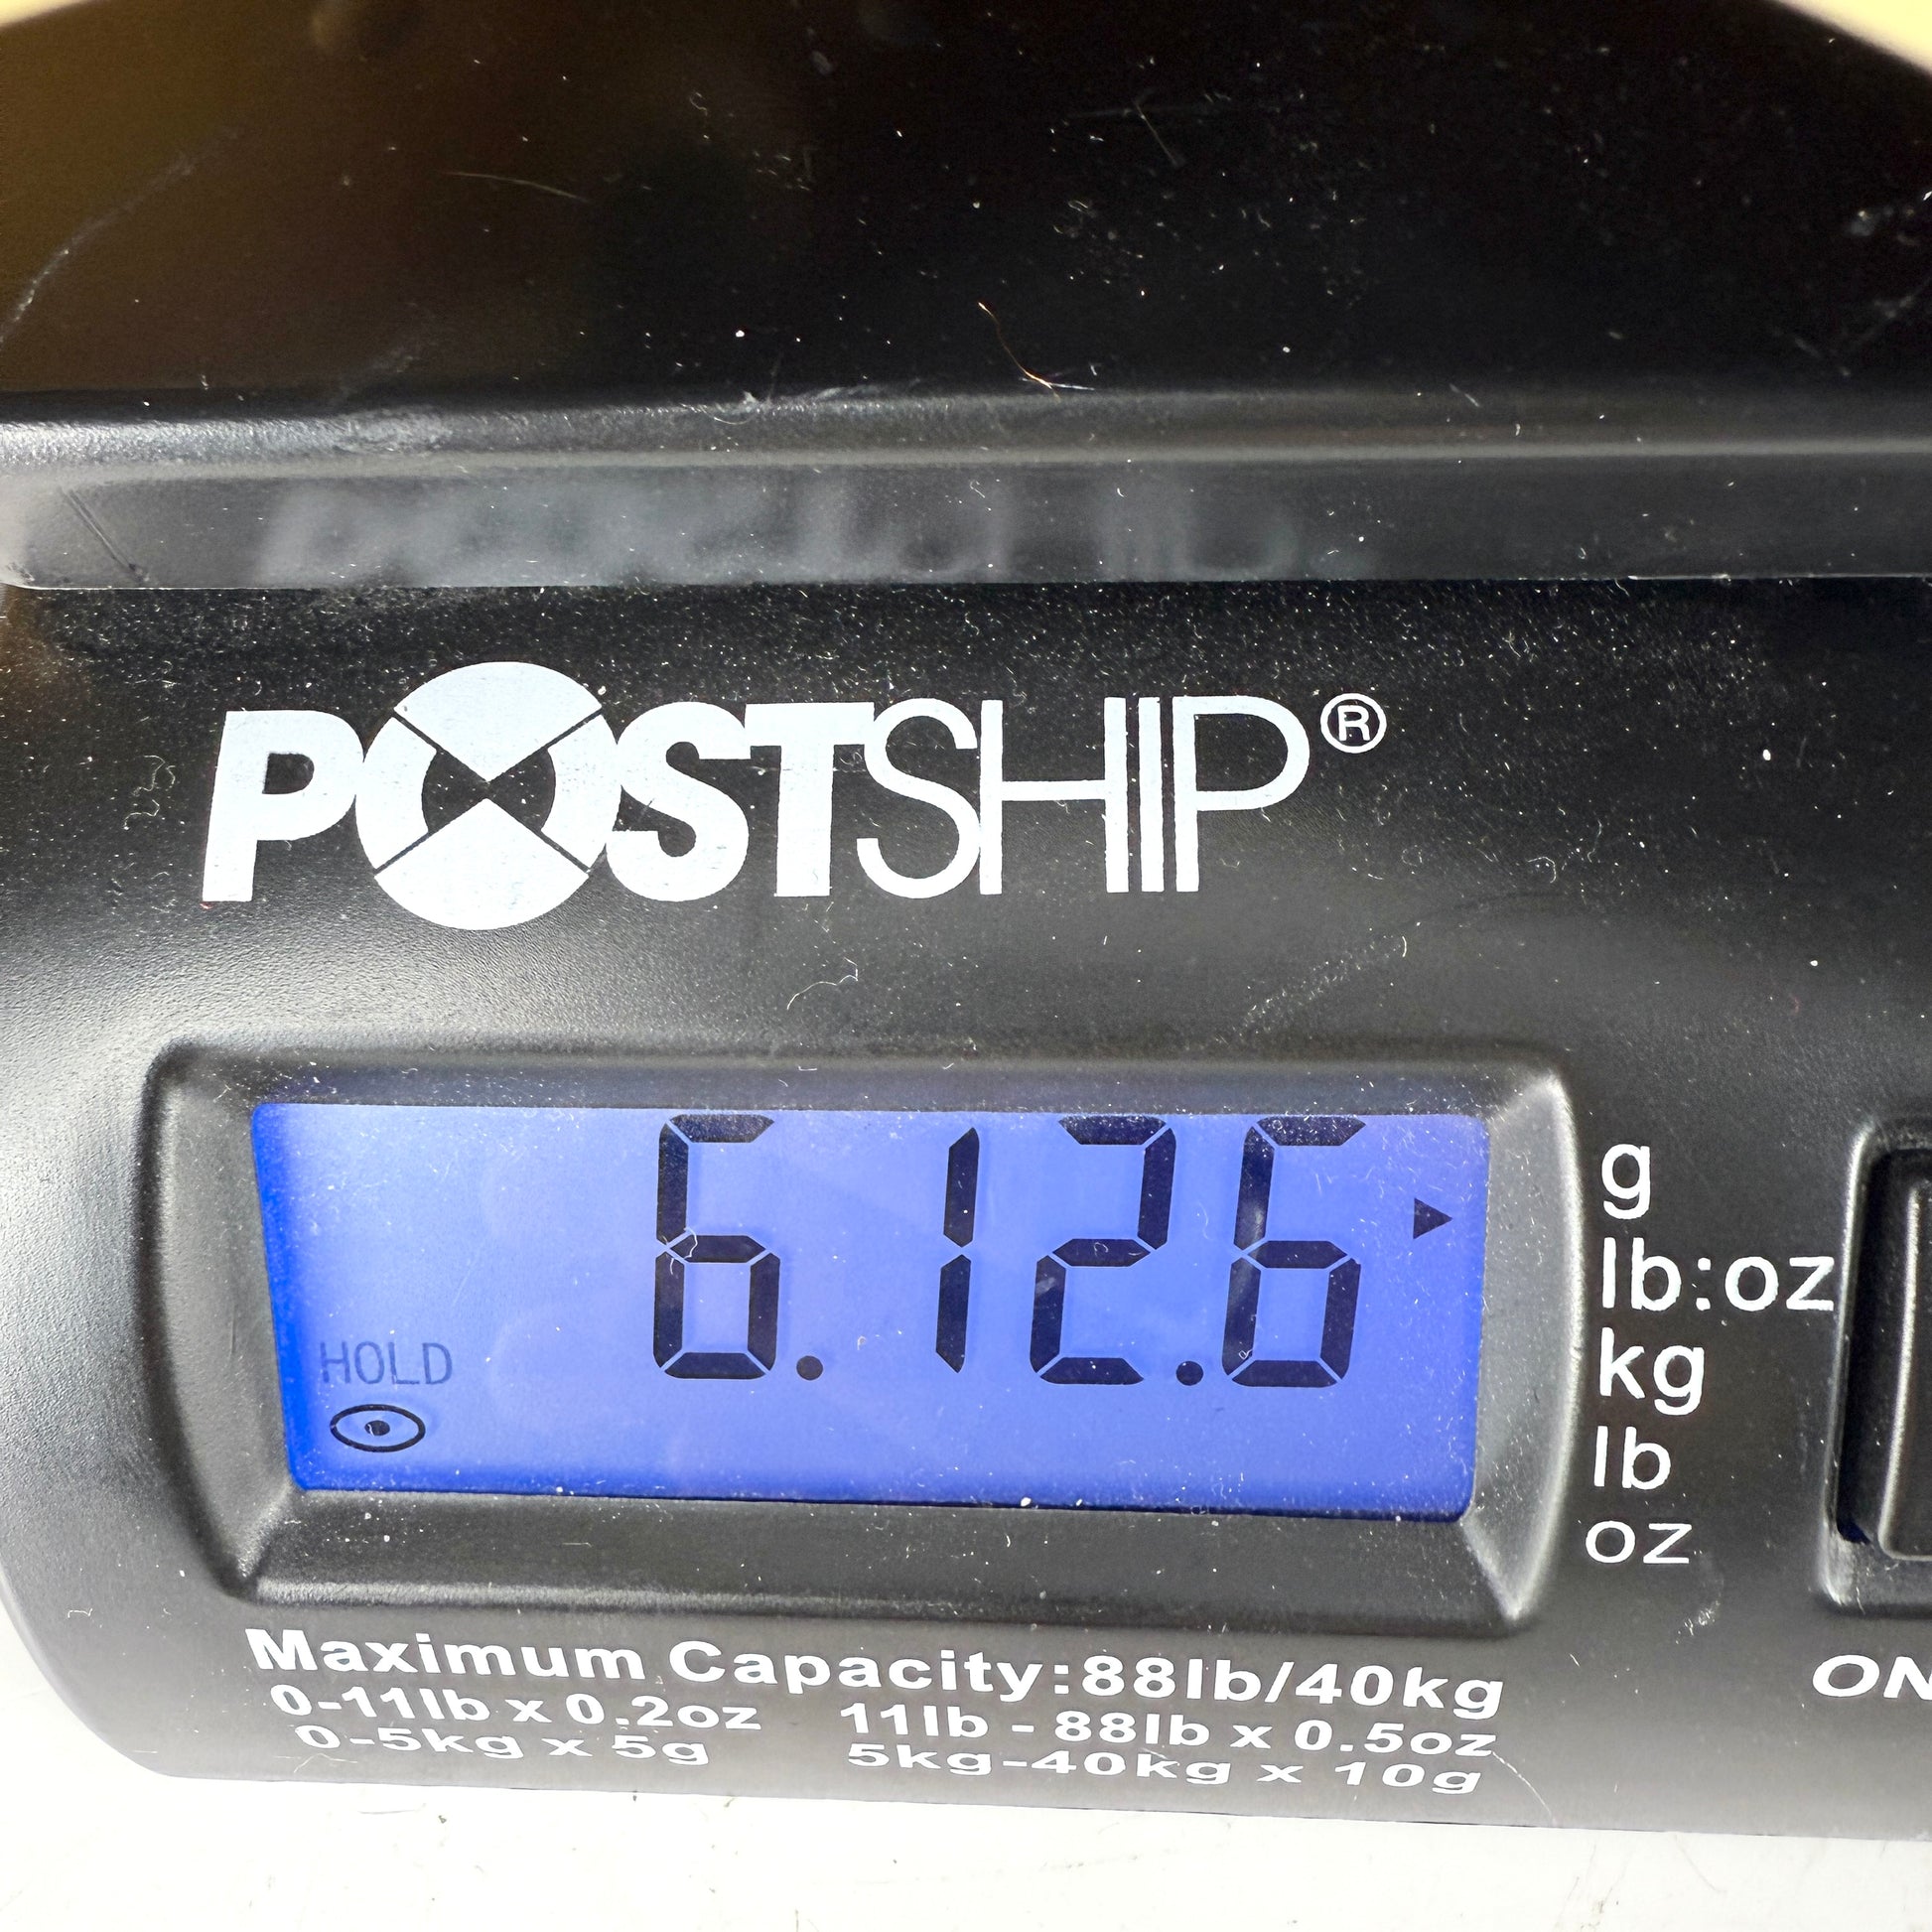 POSTSHIP®
6.12.6
HOLD
g
lb:oz
kg
lb
oz
Maximum Capacity:88lb/40kg
0-11lb x 0.2oz 11lb - 88lb x 0.5oz
0-5kg x 5g 5kg-40kg x 10g
ON